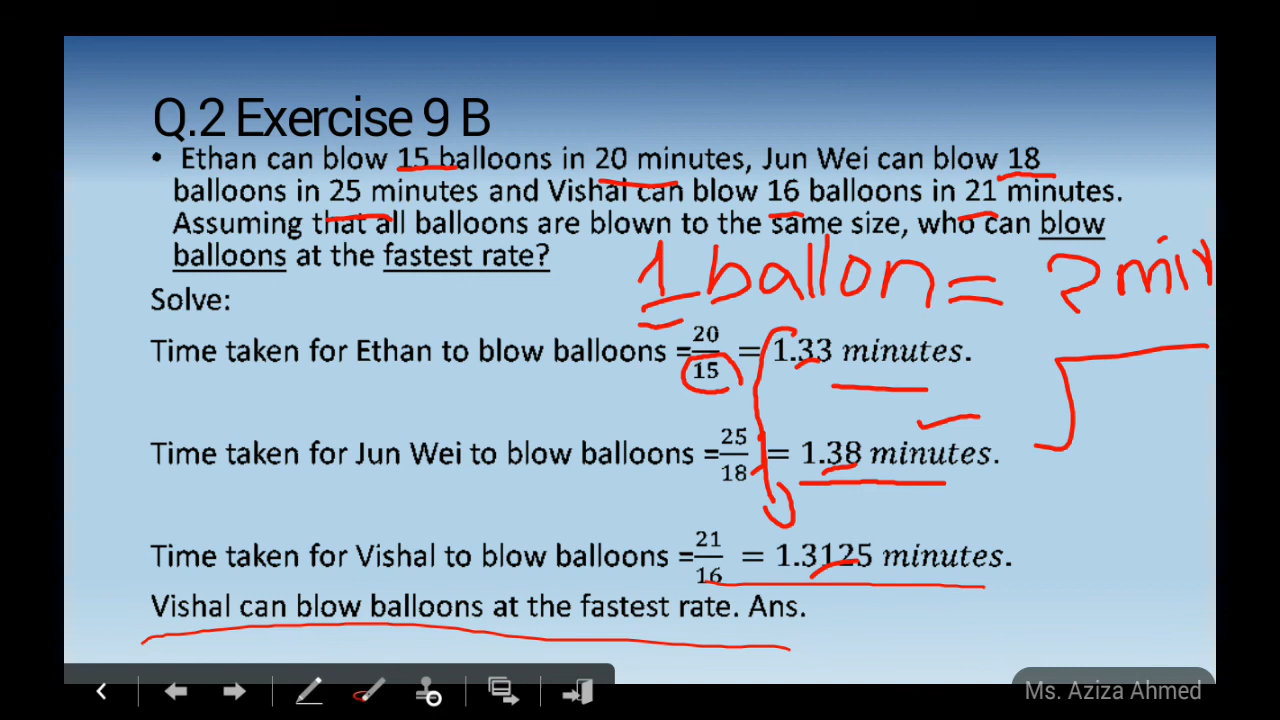 Q.2 Exercise 9 B
• Ethan can blow 15 balloons in 20 minutes, Jun Wei can blow 18
balloons in 25 minutes and Vishal can blow 16 balloons in 21 minutes.
Assuming that all balloons are blown to the same size, who can blow
balloons at the fastest rate?
1 ballon = ? min
Solve:
Time taken for Ethan to blow balloons = 20/15 = 1.33 minutes.
Time taken for Jun Wei to blow balloons = 25/18 = 1.38 minutes.
Time taken for Vishal to blow balloons = 21/16 = 1.3125 minutes.
Vishal can blow balloons at the fastest rate. Ans.
Ms. Aziza Ahmed